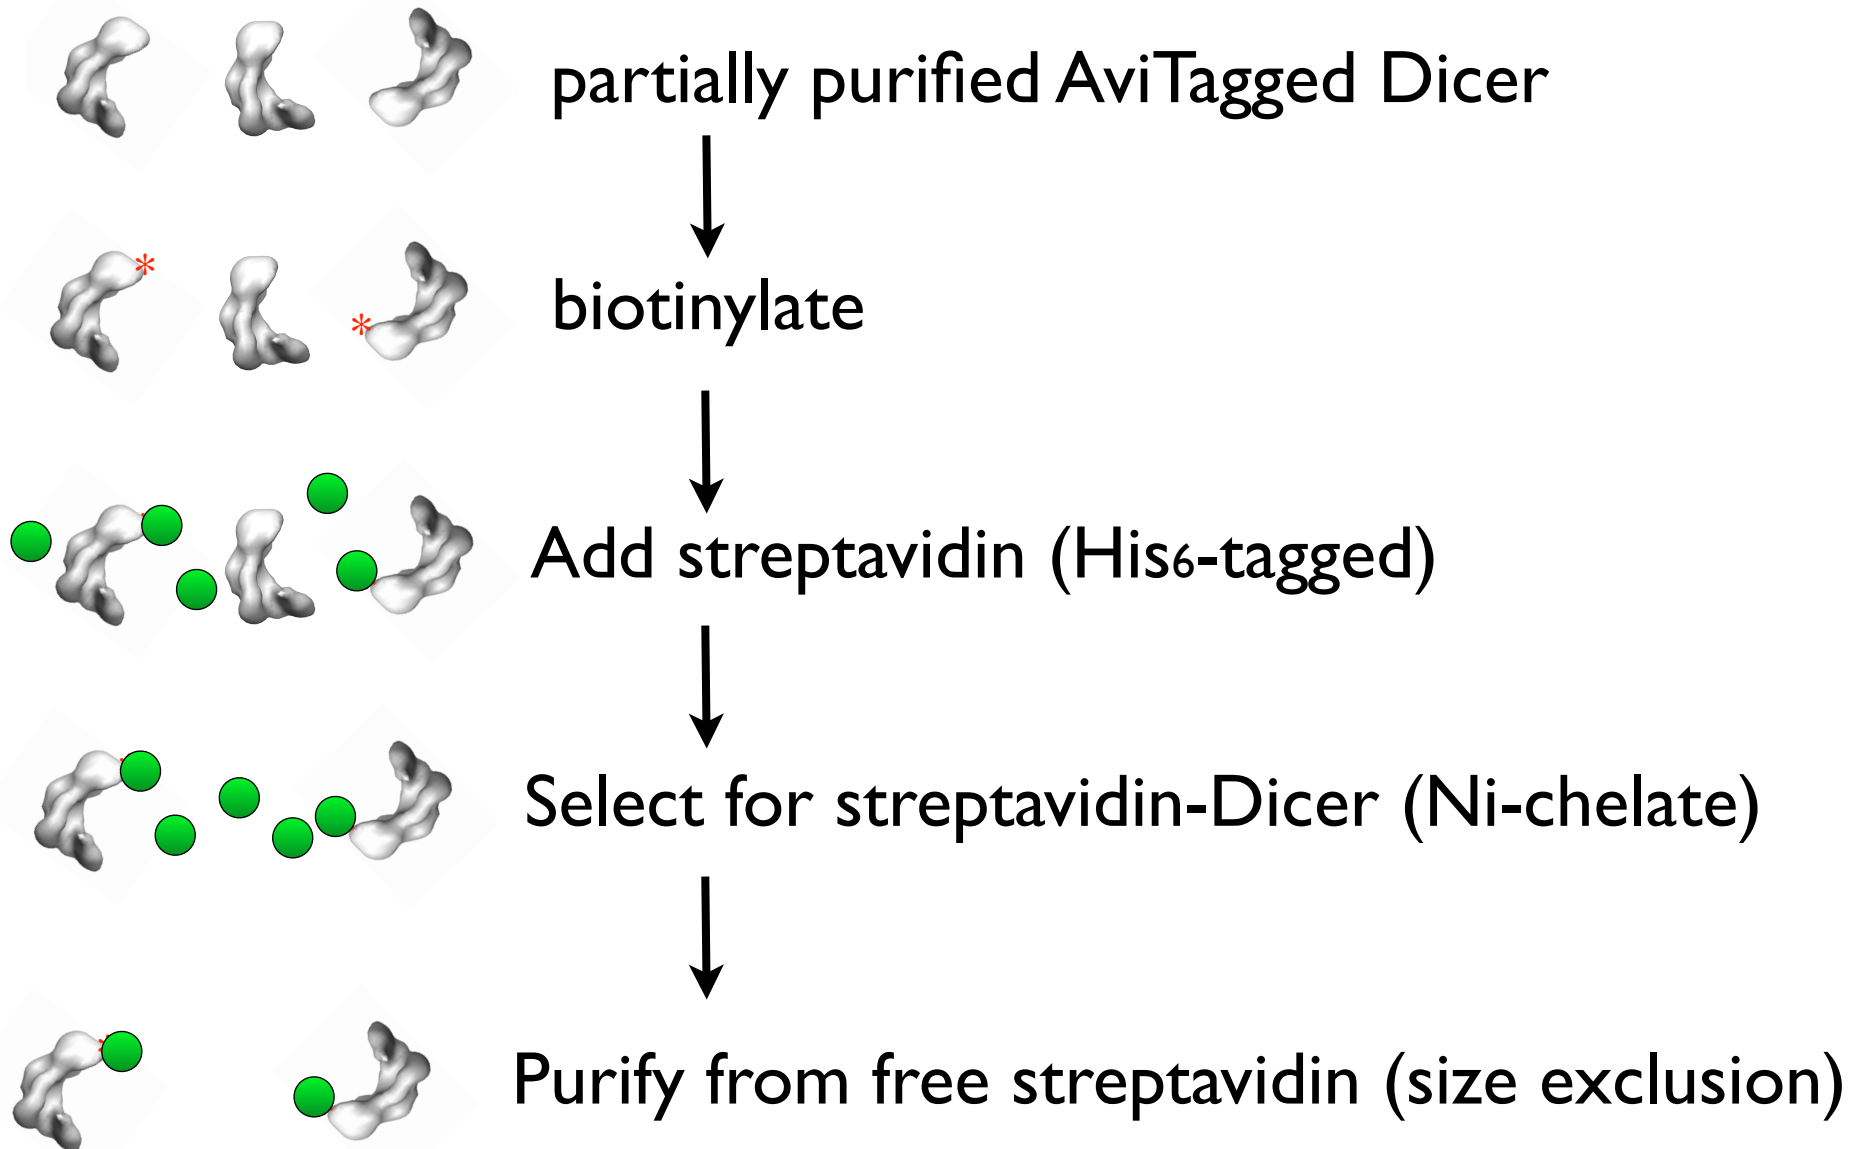 partially purified AviTagged Dicer
biotinylate
Add streptavidin (His₆-tagged)
Select for streptavidin-Dicer (Ni-chelate)
Purify from free streptavidin (size exclusion)